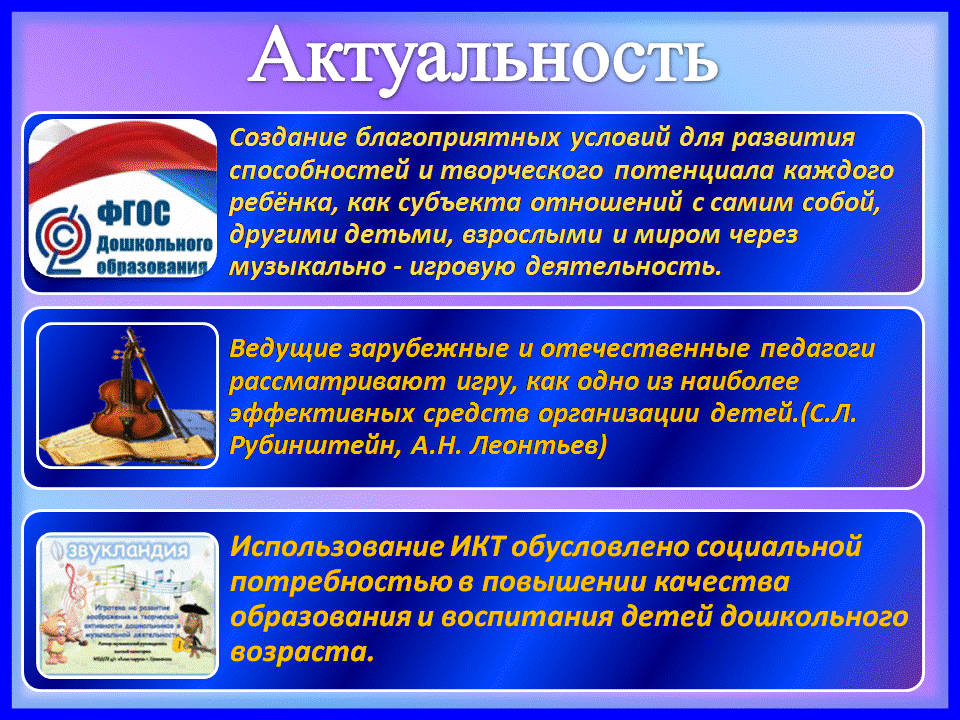 Актуальность
ФГОС
Дошкольного
образования
Создание благоприятных условий для развития
способностей и творческого потенциала каждого
ребёнка, как субъекта отношений с самим собой,
другими детьми, взрослыми и миром через
музыкально - игровую деятельность.
Ведущие зарубежные и отечественные педагоги
рассматривают игру, как одно из наиболее
эффективных средств организации детей.(С.Л.
Рубинштейн, А.Н. Леонтьев)
звукландия
Игротека на развитие
воображения и творческой
активности дошкольников в
музыкальной деятельности
Использование ИКТ обусловлено социальной
потребностью в повышении качества
образования и воспитания детей дошкольного
возраста.